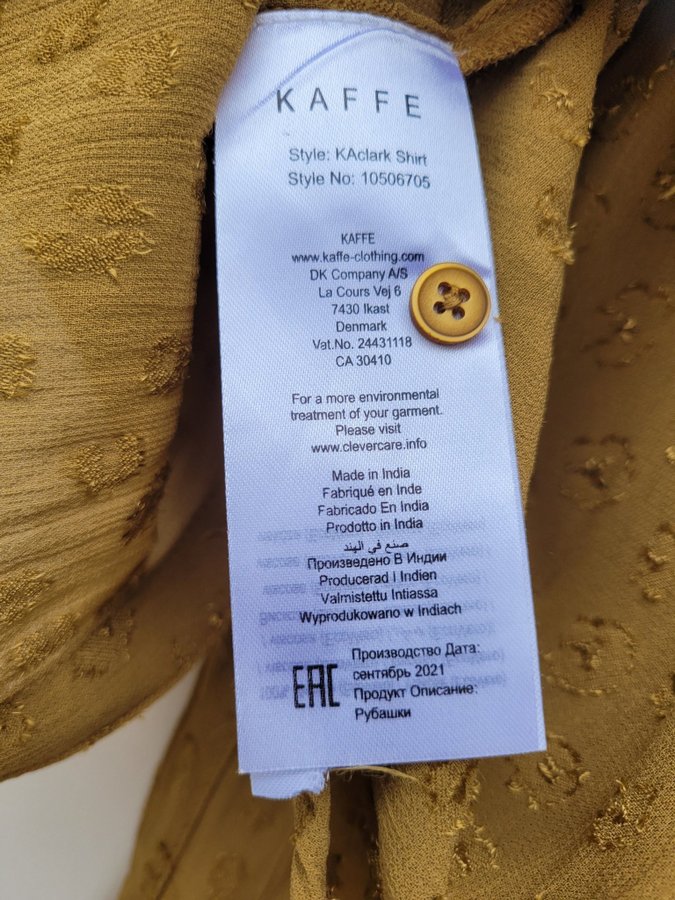 KAFFE
Style: KAclark Shirt
Style No: 10506705
KAFFE
www.kaffe-clothing.com
DK Company A/S
La Cours Vej 6
7430 Ikast
Denmark
Vat.No. 24431118
CA 30410
For a more environmental
treatment of your garment.
Please visit
www.clevercare.info
Made in India
Fabriqué en Inde
Fabricado En India
Prodotto in India
صنع في الهند
Произведено В Индии
Producerad I Indien
Valmistettu Intiassa
Wyprodukowano w Indiach
EAC
Производство Дата:
сентябрь 2021
Продукт Описание:
Рубашки